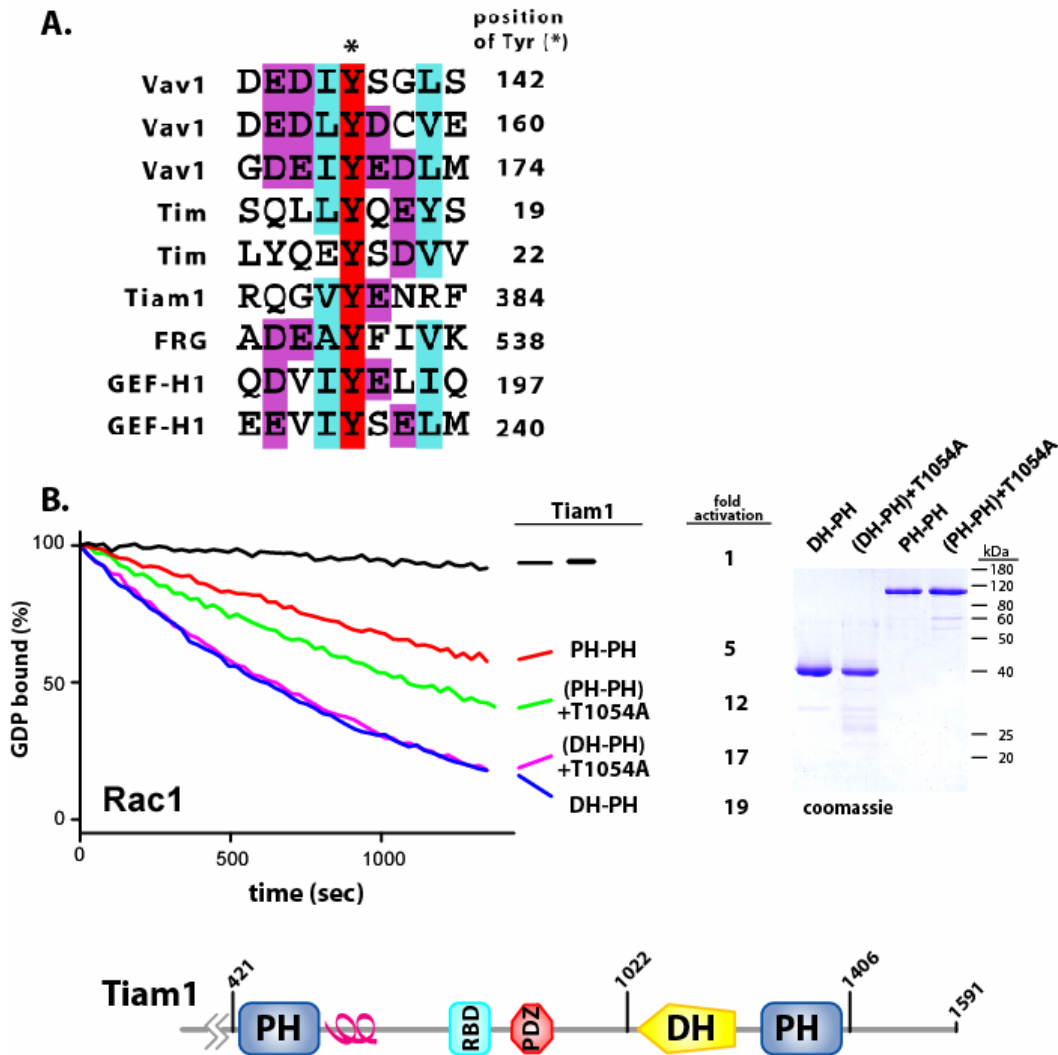 A.
position
of Tyr (*)
*
Vav1 DEDIYSGLS 142
Vav1 DEDLYDCVE 160
Vav1 GDEIYEDLM 174
Tim SQLLYQEYS 19
Tim LYQEYSDVV 22
Tiam1 RQGVYENRF 384
FRG ADEAYFIVK 538
GEF-H1 QDVIYELIQ 197
GEF-H1 EEVIYSELM 240
B.
Tiam1
fold
activation
100
50
0
GDP bound (%)
0 500 1000
time (sec)
Rac1
– 1
PH-PH 5
(PH-PH)
+T1054A 12
(DH-PH)
+T1054A 17
DH-PH 19
DH-PH
(DH-PH)+T1054A
PH-PH
(PH-PH)+T1054A
kDa
180
120
80
60
50
40
25
20
coomassie
Tiam1
421 1022 1406 1591
PH RBD PDZ DH PH